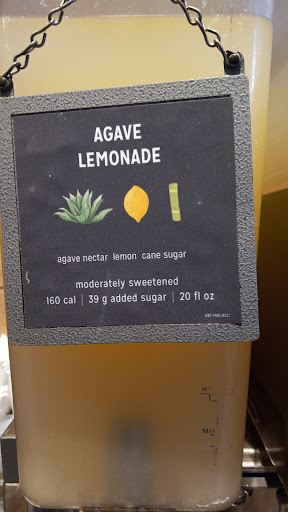 AGAVE
LEMONADE
agave nectar lemon cane sugar
moderately sweetened
160 cal | 39 g added sugar | 20 fl oz